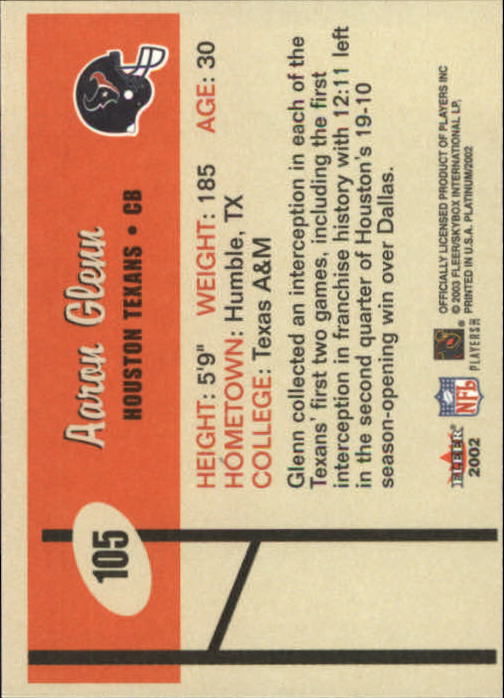 105
Aaron Glenn
HOUSTON TEXANS • CB
HEIGHT: 5'9" WEIGHT: 185 AGE: 30
HOMETOWN: Humble, TX
COLLEGE: Texas A&M
Glenn collected an interception in each of the
Texans' first two games, including the first
interception in franchise history with 12:11 left
in the second quarter of Houston's 19-10
season-opening win over Dallas.
FLEER
2002
NFL
PLAYERS
OFFICIALLY LICENSED PRODUCT OF PLAYERS INC
© 2003 FLEER/SKYBOX INTERNATIONAL LP.
PRINTED IN U.S.A. PLATINUM/2002